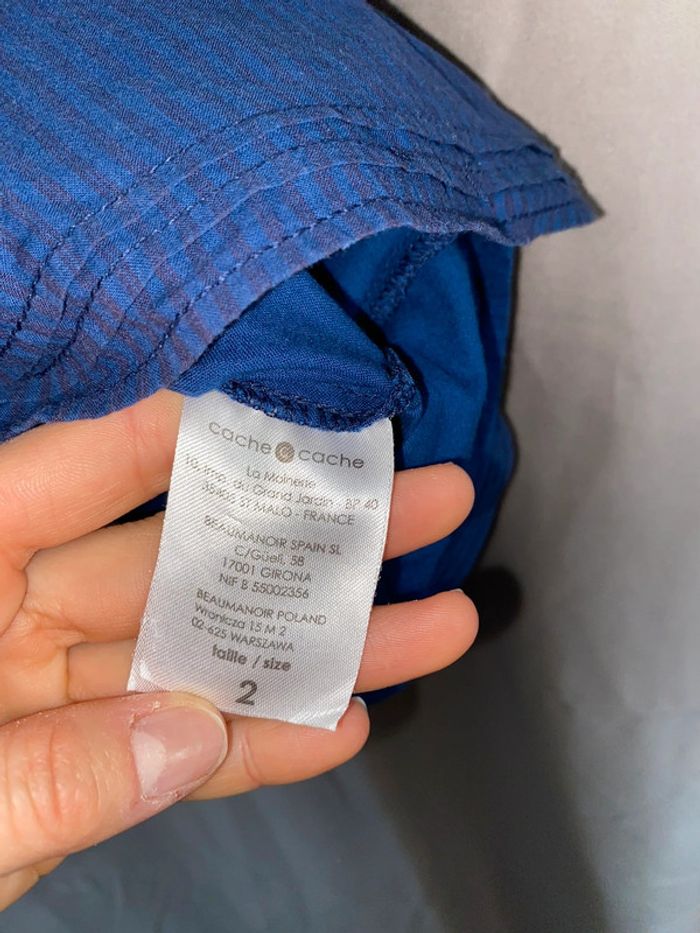 cache cache
La Moinerie
10, Imp. du Grand Jardin - BP 40
35405 ST MALO - FRANCE
BEAUMANOIR SPAIN SL
C/Güell, 58
17001 GIRONA
NIF B 55002356
BEAUMANOIR POLAND
Wronicza 15 M 2
02-625 WARSZAWA
taille / size
2